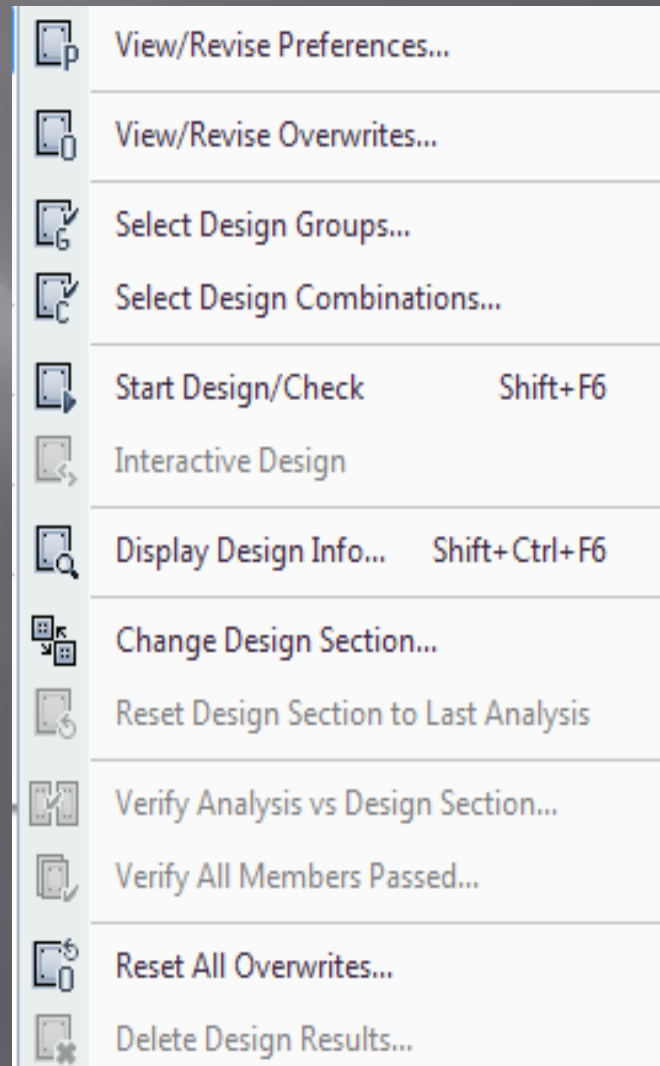 View/Revise Preferences...
View/Revise Overwrites...
Select Design Groups...
Select Design Combinations...
Start Design/Check Shift+F6
Interactive Design
Display Design Info... Shift+Ctrl+F6
Change Design Section...
Reset Design Section to Last Analysis
Verify Analysis vs Design Section...
Verify All Members Passed...
Reset All Overwrites...
Delete Design Results...